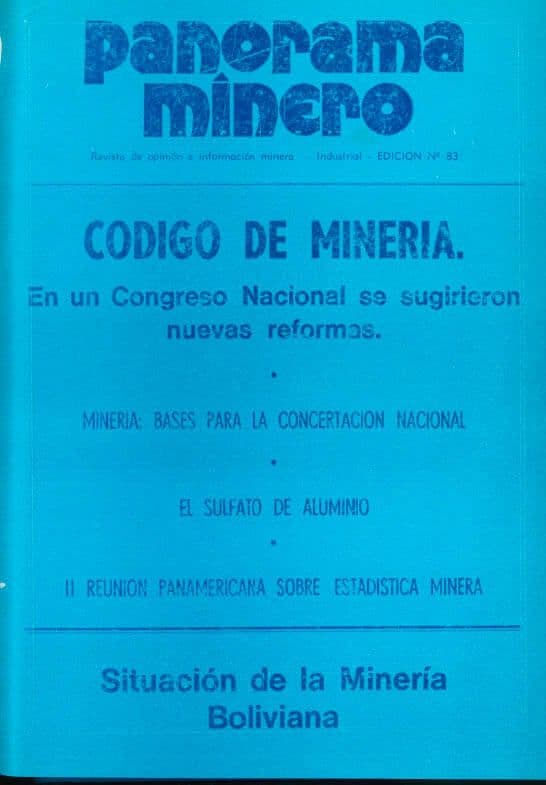 panorama
minero
Revista de opinión e información minera - Industrial - EDICION Nº 83
CODIGO DE MINERIA.
En un Congreso Nacional se sugirieron
nuevas reformas.
MINERIA: BASES PARA LA CONCERTACION NACIONAL
EL SULFATO DE ALUMINIO
II REUNION PANAMERICANA SOBRE ESTADISTICA MINERA
Situación de la Minería
Boliviana